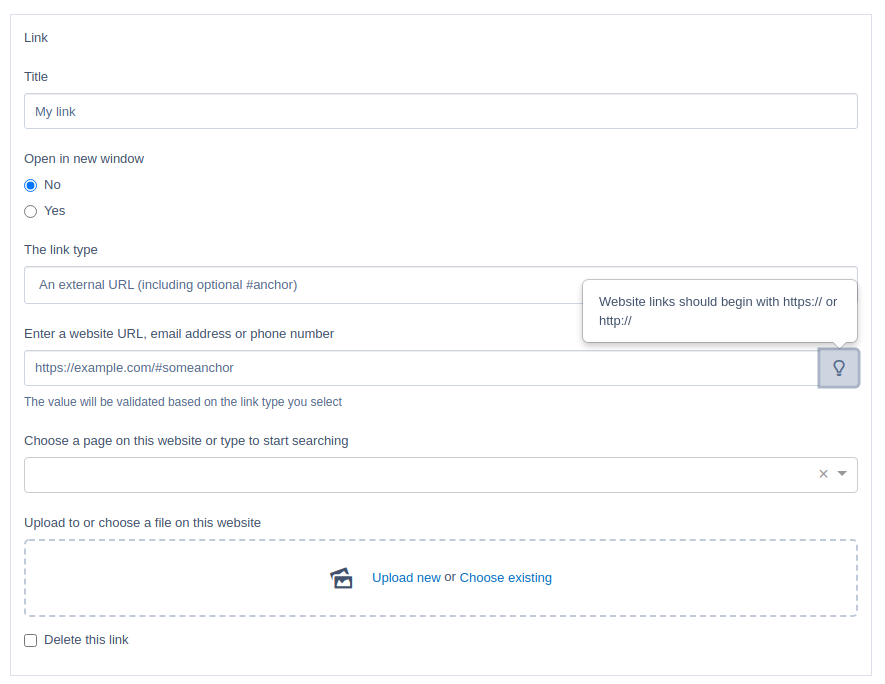 Link
Title
My link
Open in new window
No
Yes
The link type
An external URL (including optional #anchor)
Website links should begin with https:// or
http://
Enter a website URL, email address or phone number
https://example.com/#someanchor
The value will be validated based on the link type you select
Choose a page on this website or type to start searching
Upload to or choose a file on this website
Upload new or Choose existing
Delete this link